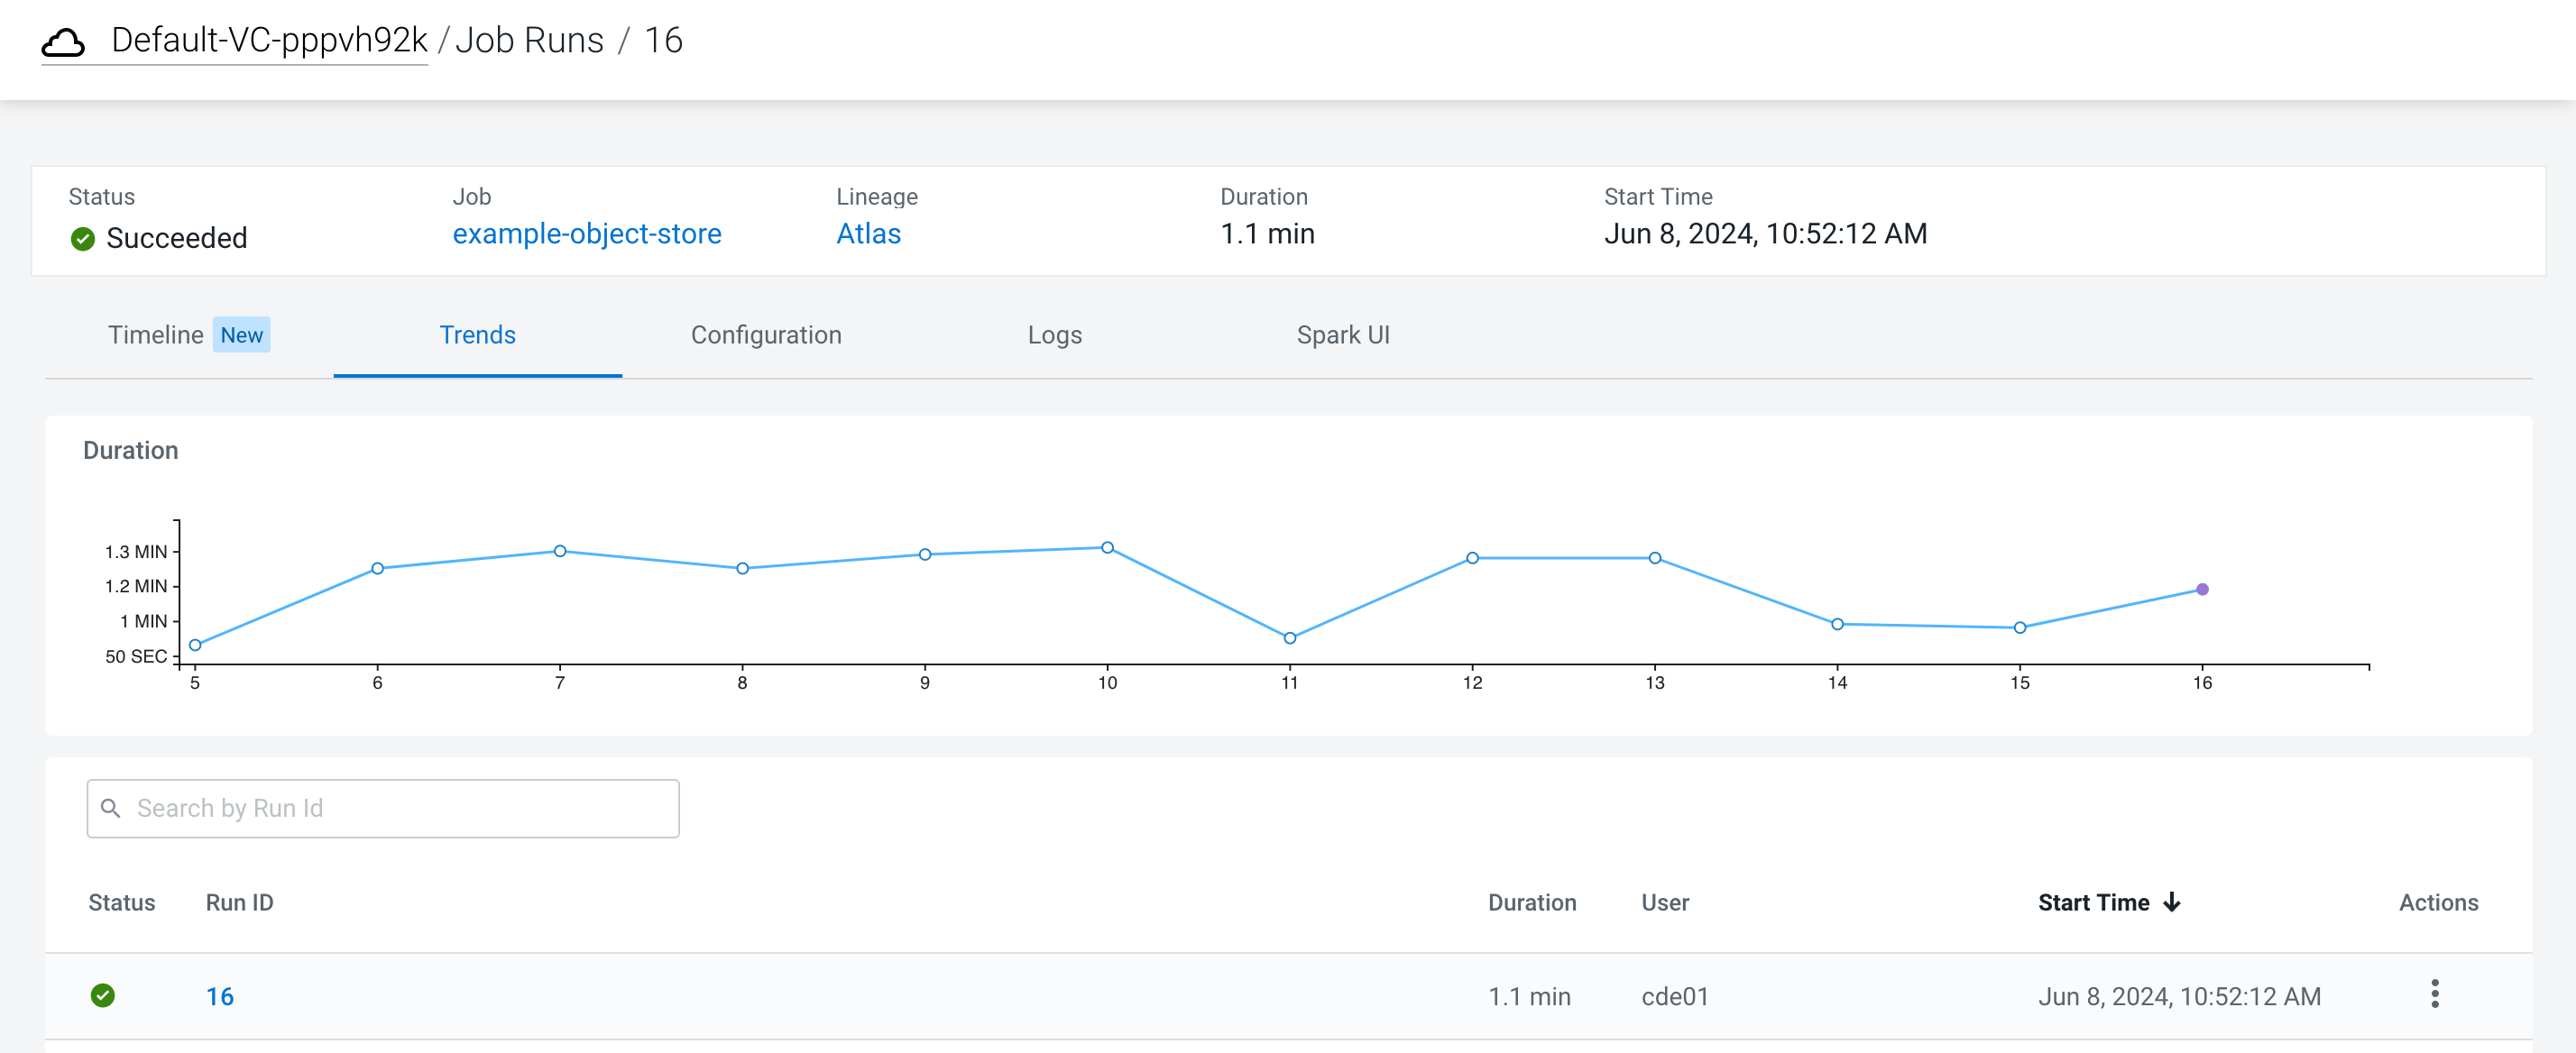 Default-VC-pppvh92k / Job Runs / 16
Status Job Lineage Duration Start Time
Succeeded example-object-store Atlas 1.1 min Jun 8, 2024, 10:52:12 AM
Timeline New Trends Configuration Logs Spark UI
Duration
1.3 MIN
1.2 MIN
1 MIN
50 SEC
5 6 7 8 9 10 11 12 13 14 15 16
Search by Run Id
Status Run ID Duration User Start Time Actions
16 1.1 min cde01 Jun 8, 2024, 10:52:12 AM